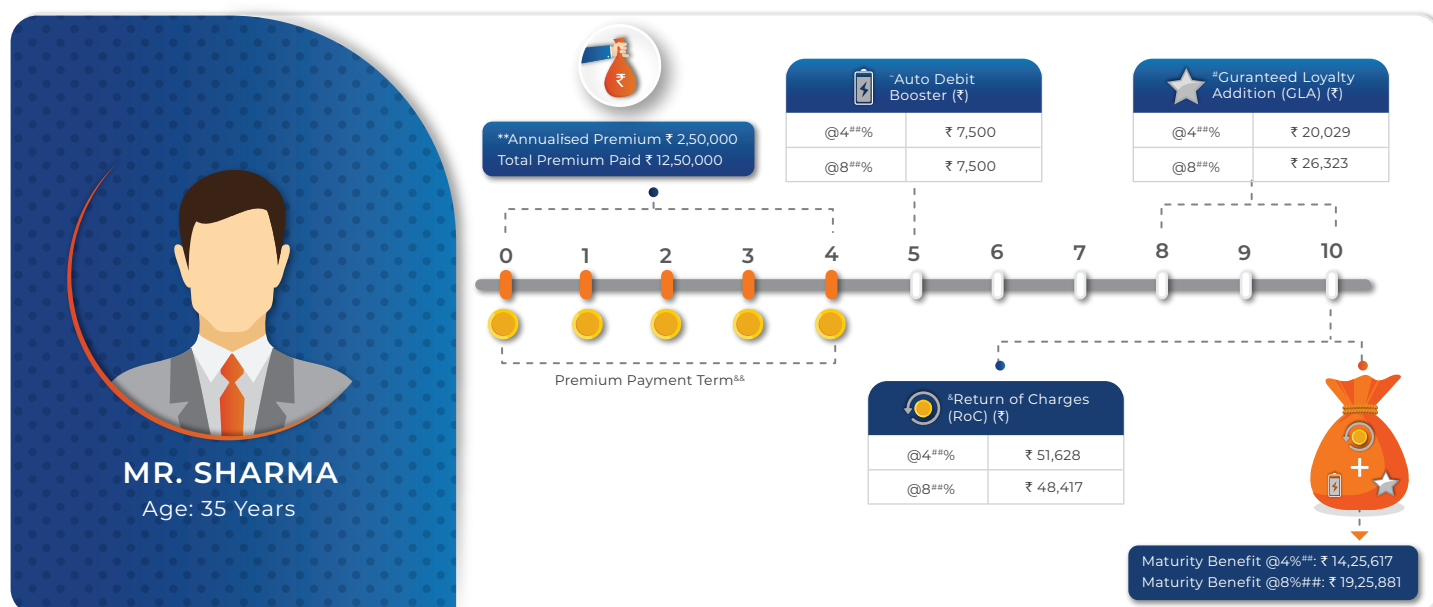 MR. SHARMA
Age: 35 Years
₹
**Annualised Premium ₹ 2,50,000
Total Premium Paid ₹ 12,50,000
~Auto Debit
Booster (₹)
@4##% ₹ 7,500
@8##% ₹ 7,500
#Guranteed Loyalty
Addition (GLA) (₹)
@4##% ₹ 20,029
@8##% ₹ 26,323
0 1 2 3 4 5 6 7 8 9 10
Premium Payment Term&&
&Return of Charges
(RoC) (₹)
@4##% ₹ 51,628
@8##% ₹ 48,417
+
Maturity Benefit @4%##: ₹ 14,25,617
Maturity Benefit @8%##: ₹ 19,25,881